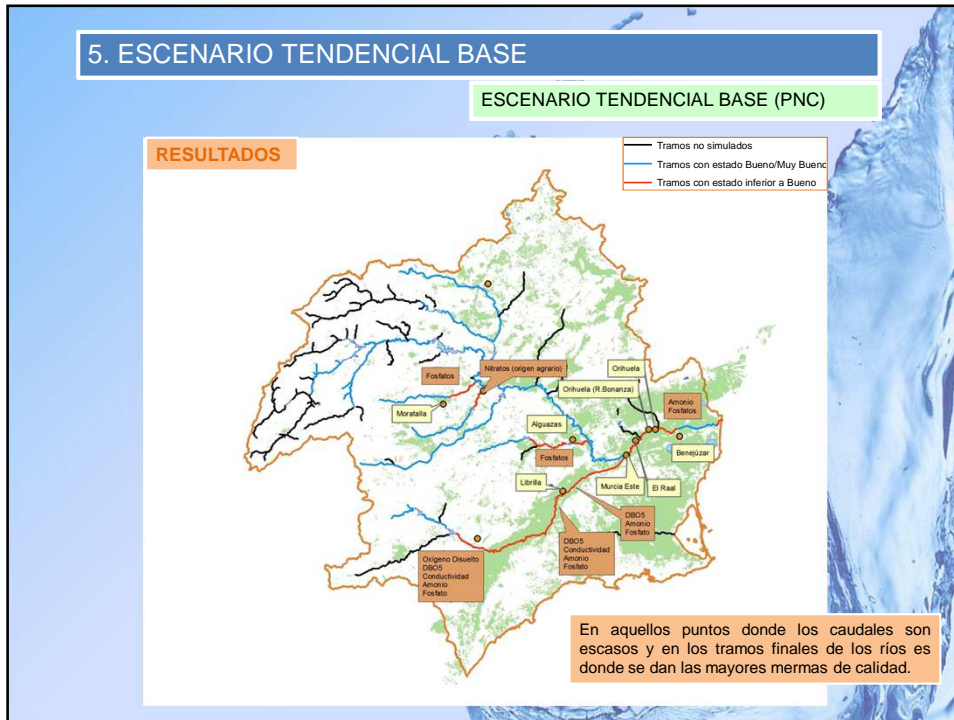 5. ESCENARIO TENDENCIAL BASE
ESCENARIO TENDENCIAL BASE (PNC)
RESULTADOS
Tramos no simulados
Tramos con estado Bueno/Muy Bueno
Tramos con estado inferior a Bueno
Fosfatos
Nitratos (origen agrario)
Orihuela
Orihuela (R.Bonanza)
Amonio
Fosfatos
Moratalla
Alguazas
Benejúzar
Fosfatos
Librilla
Murcia Este
El Raal
DBO5
Amonio
Fosfato
DBO5
Conductividad
Amonio
Fosfato
Oxígeno Disuelto
DBO5
Conductividad
Amonio
Fosfato
En aquellos puntos donde los caudales son
escasos y en los tramos finales de los ríos es
donde se dan las mayores mermas de calidad.